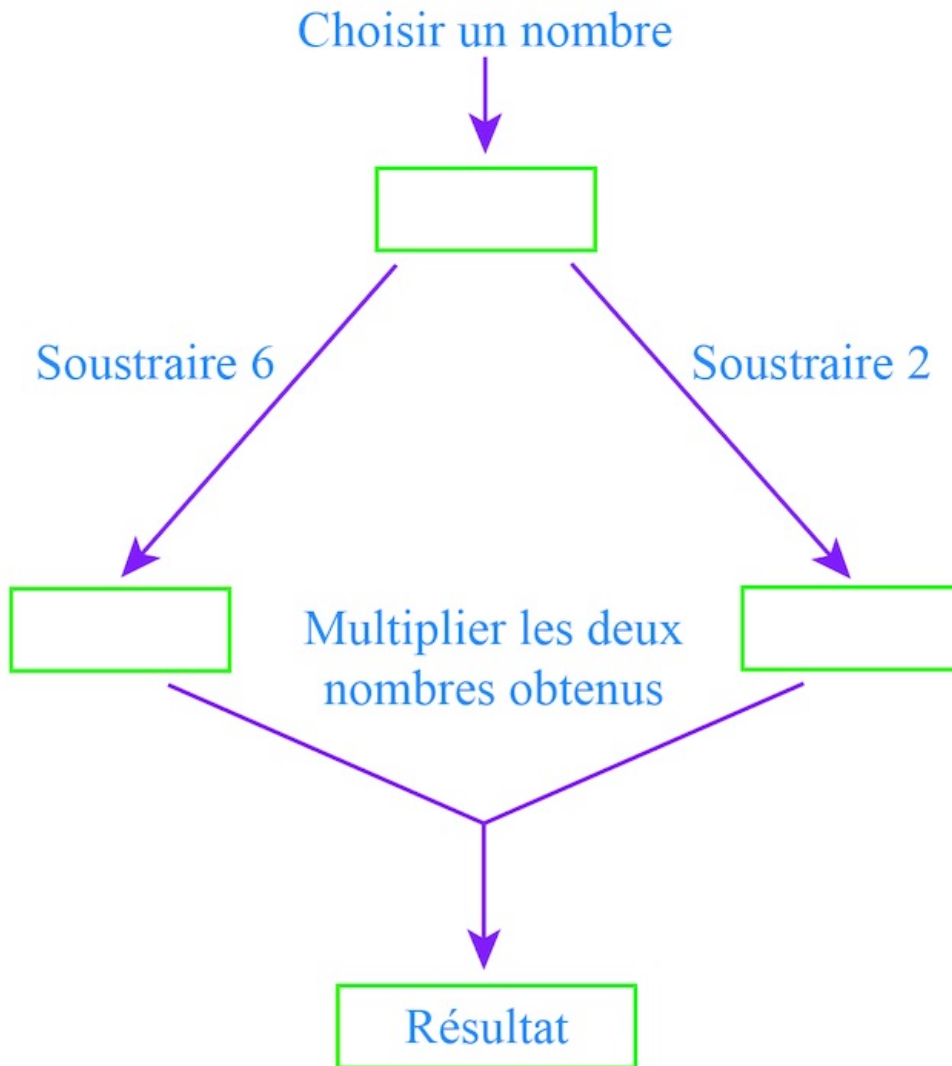 Choisir un nombre
Soustraire 6
Soustraire 2
Multiplier les deux
nombres obtenus
Résultat